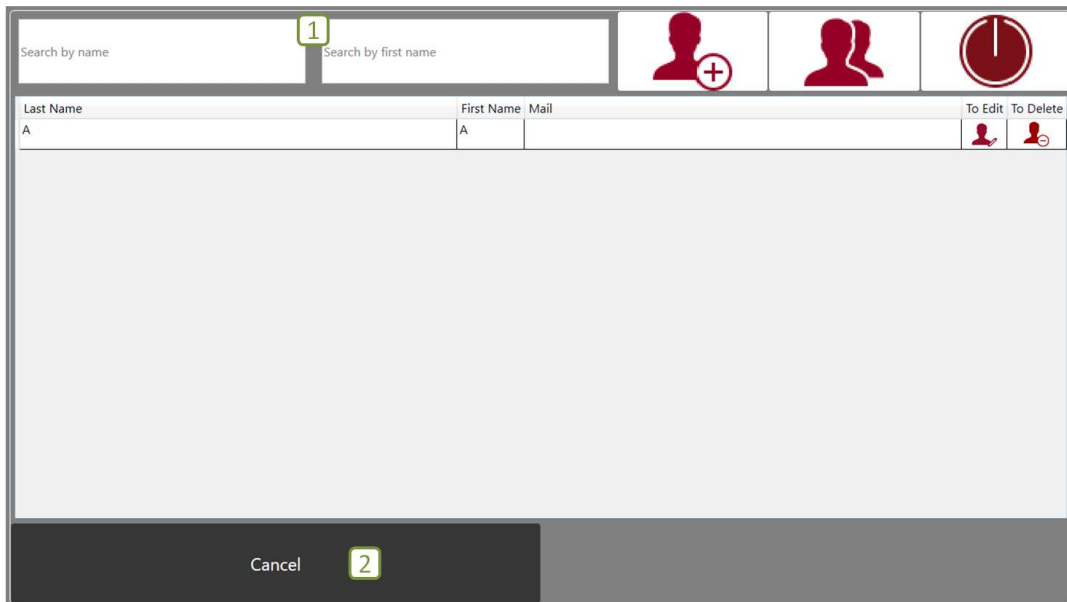 1
Search by name Search by first name
Last Name First Name Mail To Edit To Delete
A A
Cancel 2